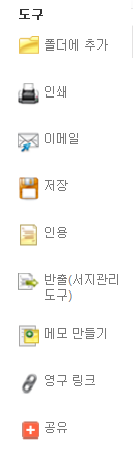 도구
폴더에 추가
인쇄
이메일
저장
인용
반출(서지관리
도구)
메모 만들기
영구 링크
공유